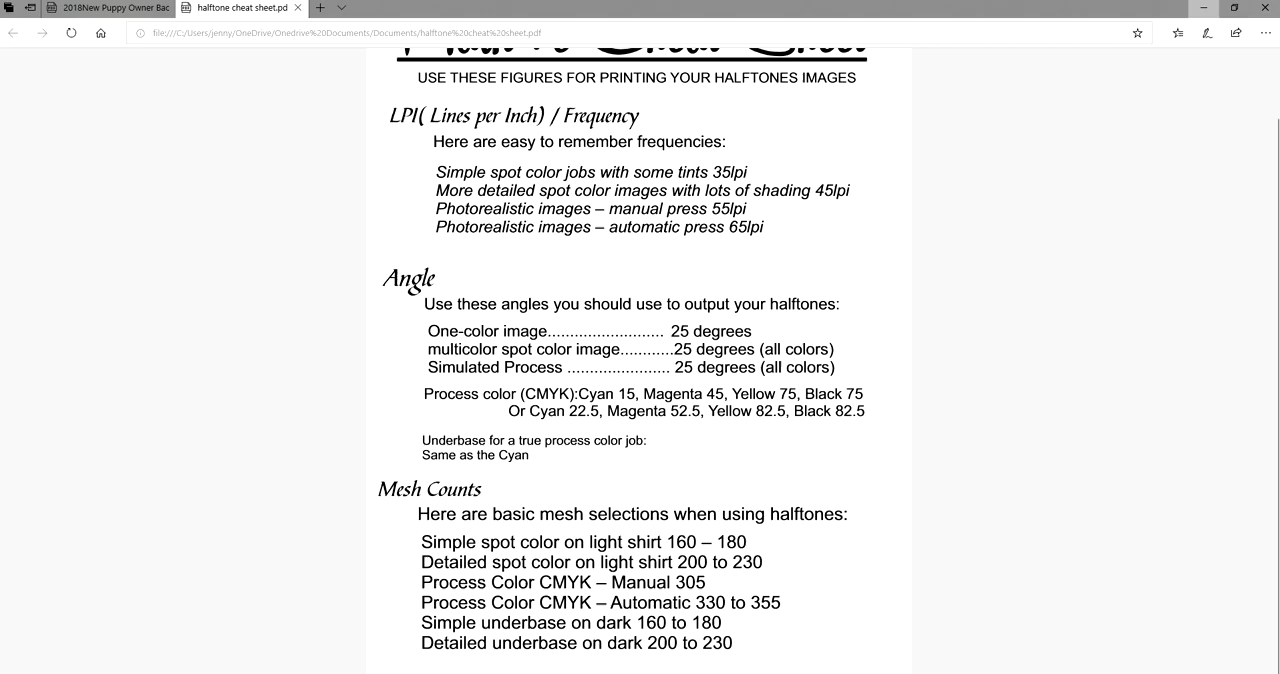 2018New Puppy Owner Bac
halftone cheat sheet.pd
file:///C:/Users/jenny/OneDrive/Onedrive%20Documents/Documents/halftone%20cheat%20sheet.pdf
USE THESE FIGURES FOR PRINTING YOUR HALFTONES IMAGES
LPI( Lines per Inch) / Frequency
Here are easy to remember frequencies:
Simple spot color jobs with some tints 35lpi
More detailed spot color images with lots of shading 45lpi
Photorealistic images – manual press 55lpi
Photorealistic images – automatic press 65lpi
Angle
Use these angles you should use to output your halftones:
One-color image......................... 25 degrees
multicolor spot color image............25 degrees (all colors)
Simulated Process ....................... 25 degrees (all colors)
Process color (CMYK):Cyan 15, Magenta 45, Yellow 75, Black 75
Or Cyan 22.5, Magenta 52.5, Yellow 82.5, Black 82.5
Underbase for a true process color job:
Same as the Cyan
Mesh Counts
Here are basic mesh selections when using halftones:
Simple spot color on light shirt 160 – 180
Detailed spot color on light shirt 200 to 230
Process Color CMYK – Manual 305
Process Color CMYK – Automatic 330 to 355
Simple underbase on dark 160 to 180
Detailed underbase on dark 200 to 230